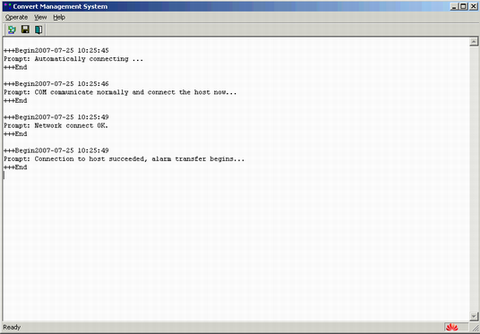 Convert Management System
Operate View Help
+++Begin2007-07-25 10:25:45
Prompt: Automatically connecting ...
+++End
+++Begin2007-07-25 10:25:46
Prompt: COM communicate normally and connect the host now...
+++End
+++Begin2007-07-25 10:25:49
Prompt: Network connect OK.
+++End
+++Begin2007-07-25 10:25:49
Prompt: Connection to host succeeded, alarm transfer begins...
+++End
Ready